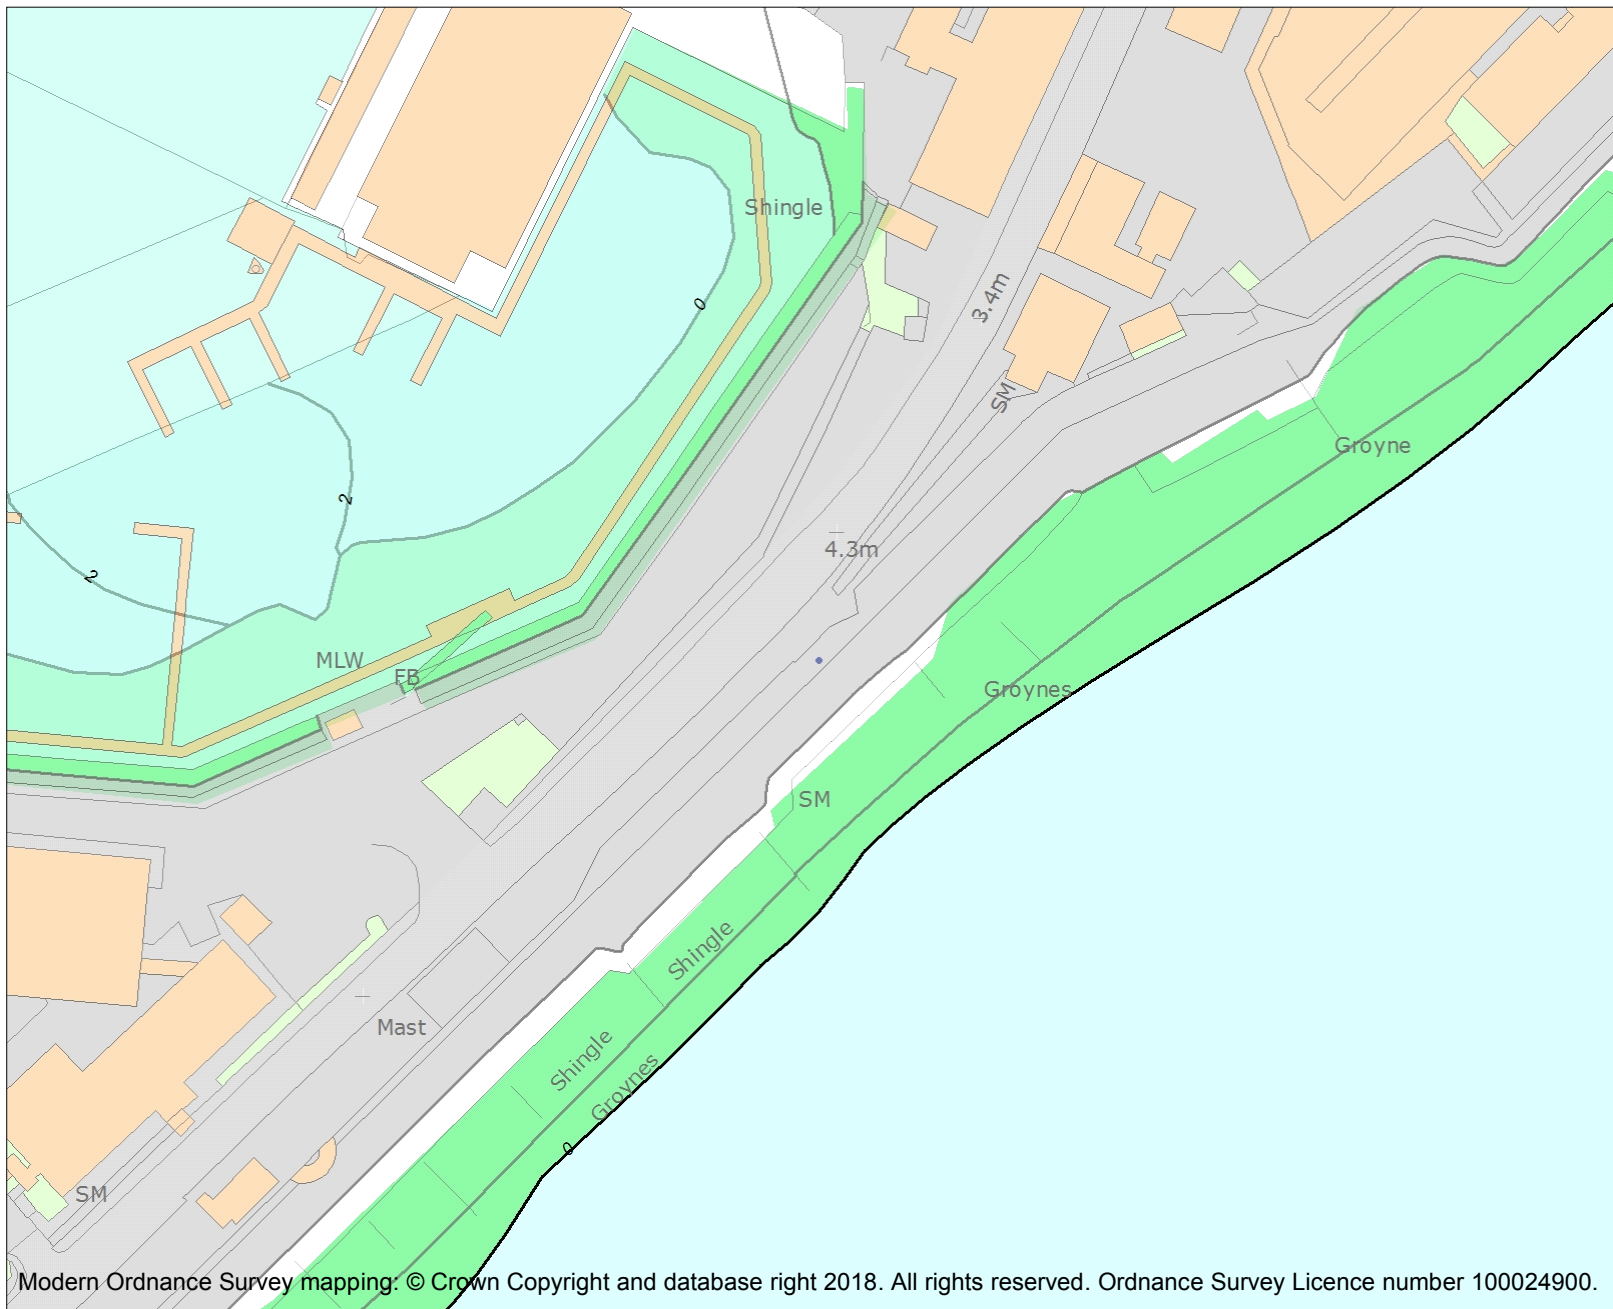 Shingle
0
3.4m
SM
2
Groyne
4.3m
2
MLW
FB
Groynes
SM
Shingle
Mast
Shingle
Groynes
0
SM
Modern Ordnance Survey mapping: © Crown Copyright and database right 2018. All rights reserved. Ordnance Survey Licence number 100024900.